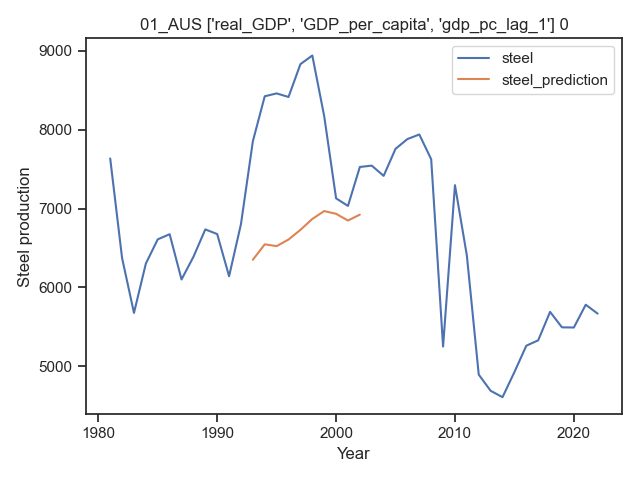 01_AUS ['real_GDP', 'GDP_per_capita', 'gdp_pc_lag_1'] 0
steel
steel_prediction
9000
8000
7000
6000
5000
Steel production
1980
1990
2000
2010
2020
Year